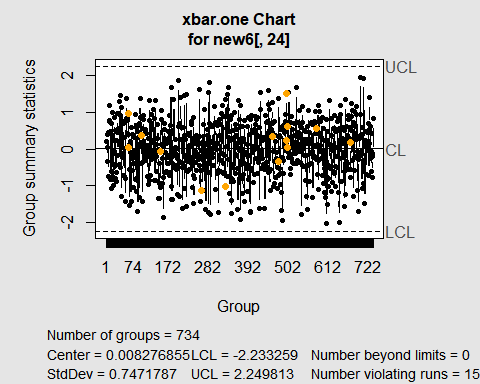 xbar.one Chart
for new6[, 24]
Group summary statistics
2
1
0
-1
-2
UCL
CL
LCL
1 74 172 282 392 502 612 722
Group
Number of groups = 734
Center = 0.008276855 LCL = -2.233259 Number beyond limits = 0
StdDev = 0.7471787 UCL = 2.249813 Number violating runs = 15